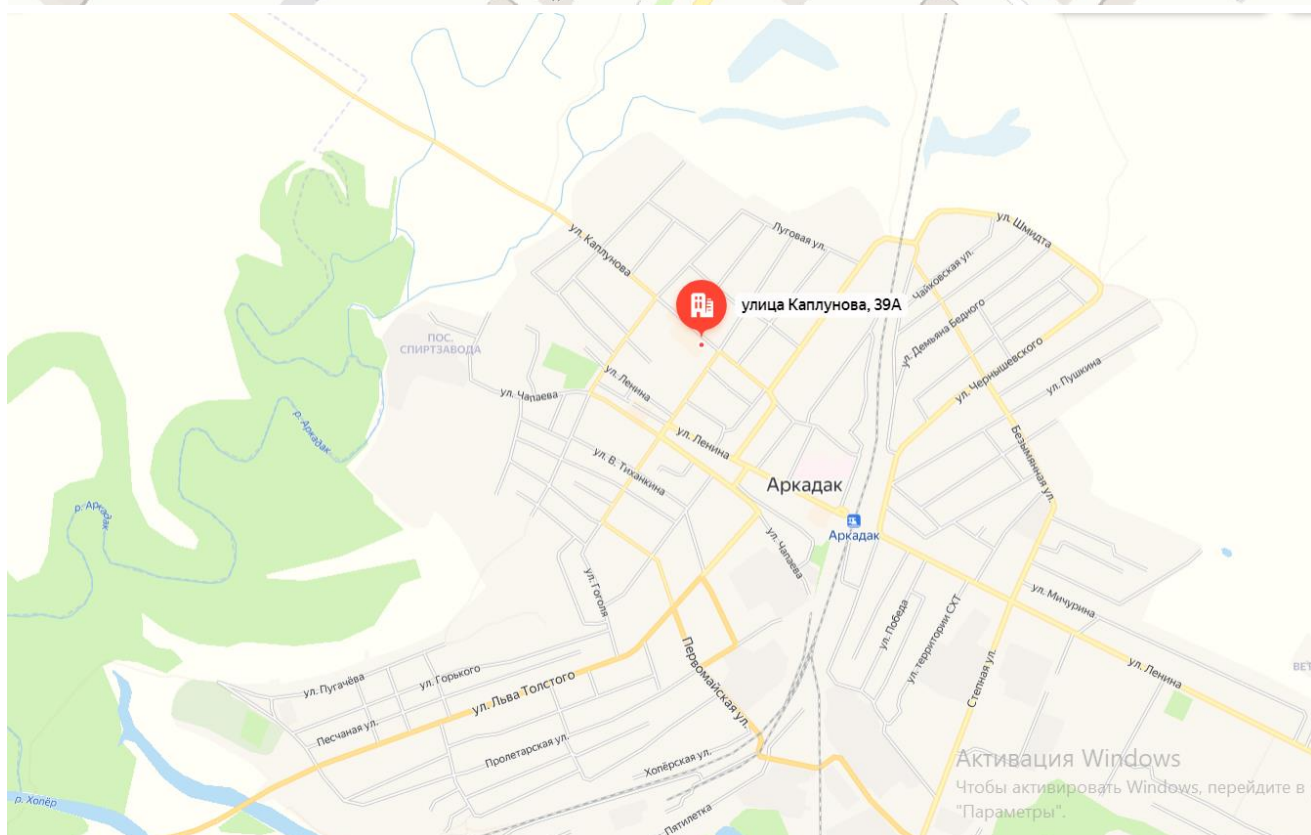 ул. Шмидта
Луговая ул.
ул. Каплунова
Чайковская ул.
улица Каплунова, 39А
ул. Демьяна Бедного
ПОС.
СПИРТЗАВОДА
ул. Чернышевского
ул. Пушкина
ул. Ленина
ул. Чапаева
р. Аркадак
ул. Ленина
Безымянная ул.
ул. В. Тиханкина
Аркадак
р. Аркадак
Аркадак
ул. Чапаева
ул. Гоголя
ул. Мичурина
ул. Победа
ул. территории СХТ
ул. Ленина
ВЕТ
Первомайская ул.
Степная ул.
ул. Пугачёва
ул. Горького
ул. Льва Толстого
Песчаная ул.
Пролетарская ул.
Хопёрская ул.
р. Хопёр
Пятилетка
Активация Windows
Чтобы активировать Windows, перейдите в
"Параметры".